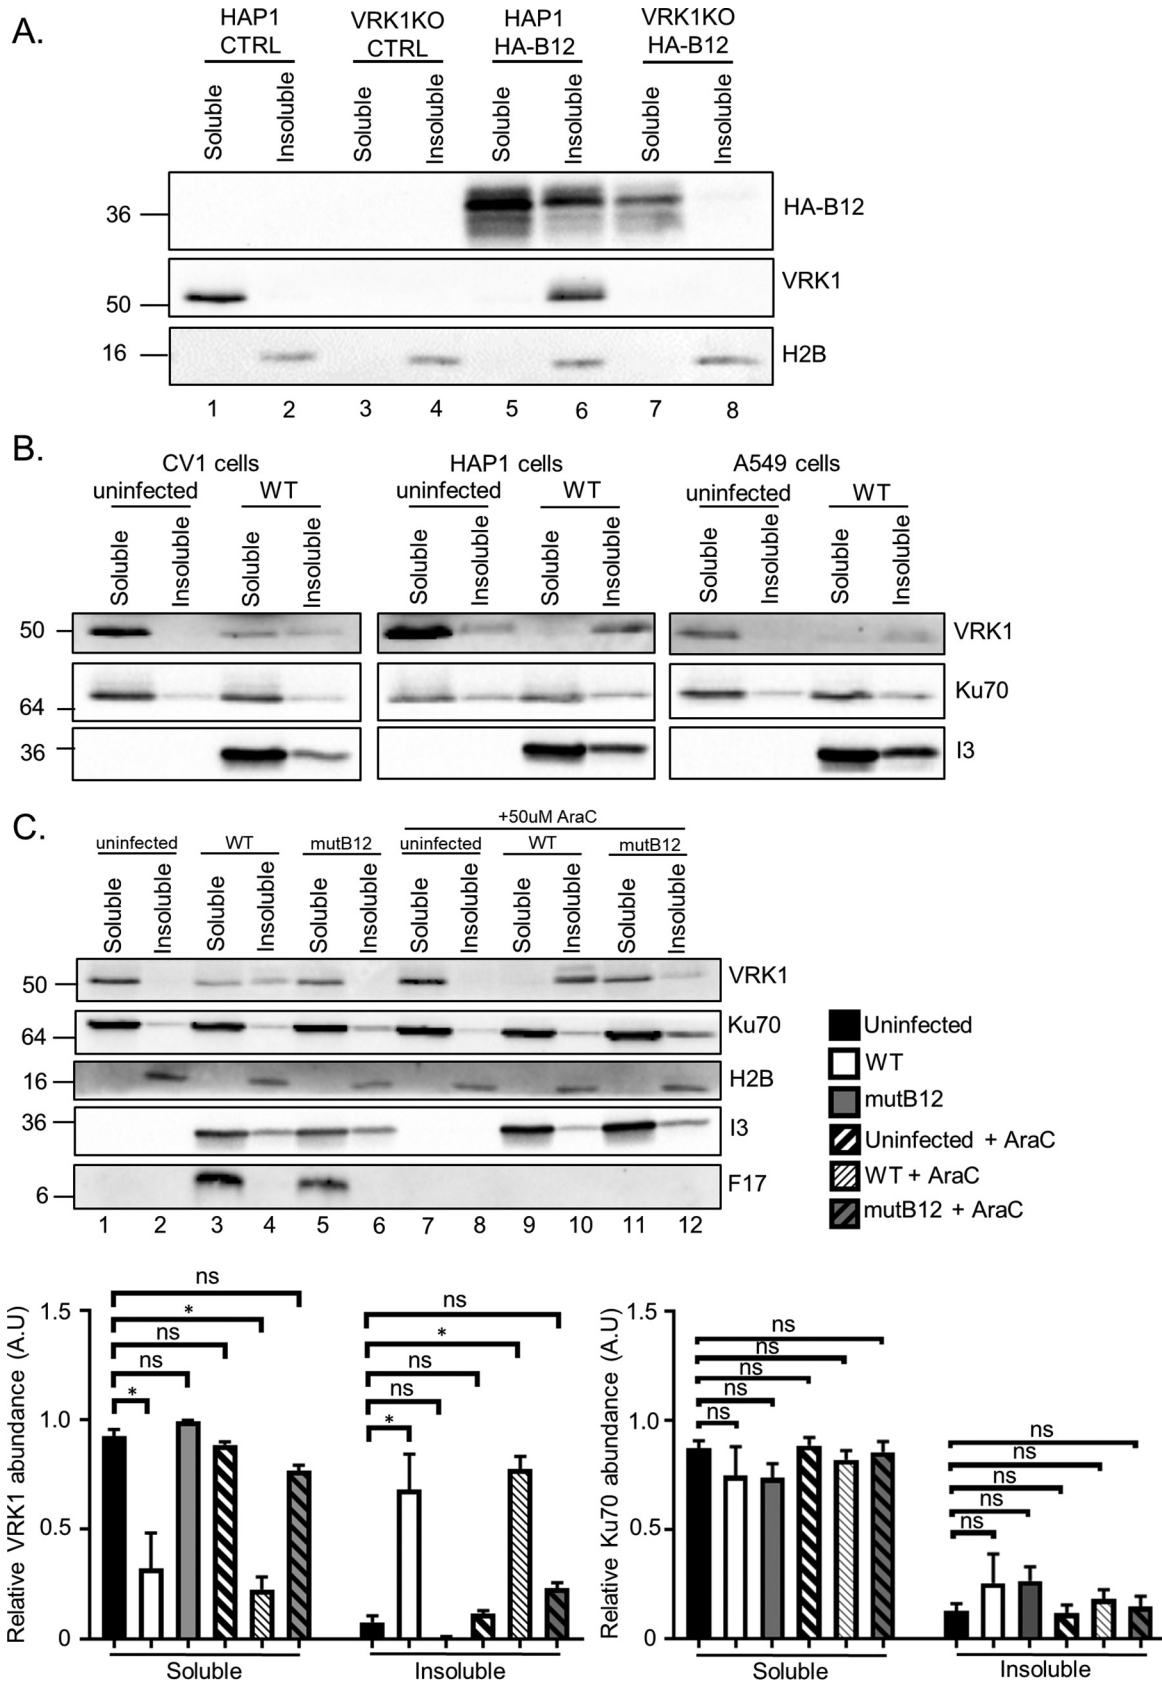 A.
HAP1 VRK1KO HAP1 VRK1KO
CTRL CTRL HA-B12 HA-B12
Soluble Insoluble Soluble Insoluble Soluble Insoluble Soluble Insoluble
36 HA-B12
50 VRK1
16 H2B
1 2 3 4 5 6 7 8
B.
CV1 cells HAP1 cells A549 cells
uninfected WT uninfected WT uninfected WT
Soluble Insoluble Soluble Insoluble Soluble Insoluble Soluble Insoluble Soluble Insoluble Soluble Insoluble
50 VRK1
64 Ku70
36 I3
C.
+50uM AraC
uninfected WT mutB12 uninfected WT mutB12
Soluble Insoluble Soluble Insoluble Soluble Insoluble Soluble Insoluble Soluble Insoluble Soluble Insoluble
50 VRK1
64 Ku70
16 H2B
36 I3
6 F17
1 2 3 4 5 6 7 8 9 10 11 12
Uninfected
WT
mutB12
Uninfected + AraC
WT + AraC
mutB12 + AraC
Relative VRK1 abundance (A.U)
1.5
1.0
0.5
0
ns
*
ns
ns
*
Soluble
ns
*
ns
ns
*
Insoluble
Relative Ku70 abundance (A.U)
1.5
1.0
0.5
0
ns
ns
ns
ns
ns
Soluble
ns
ns
ns
ns
ns
Insoluble